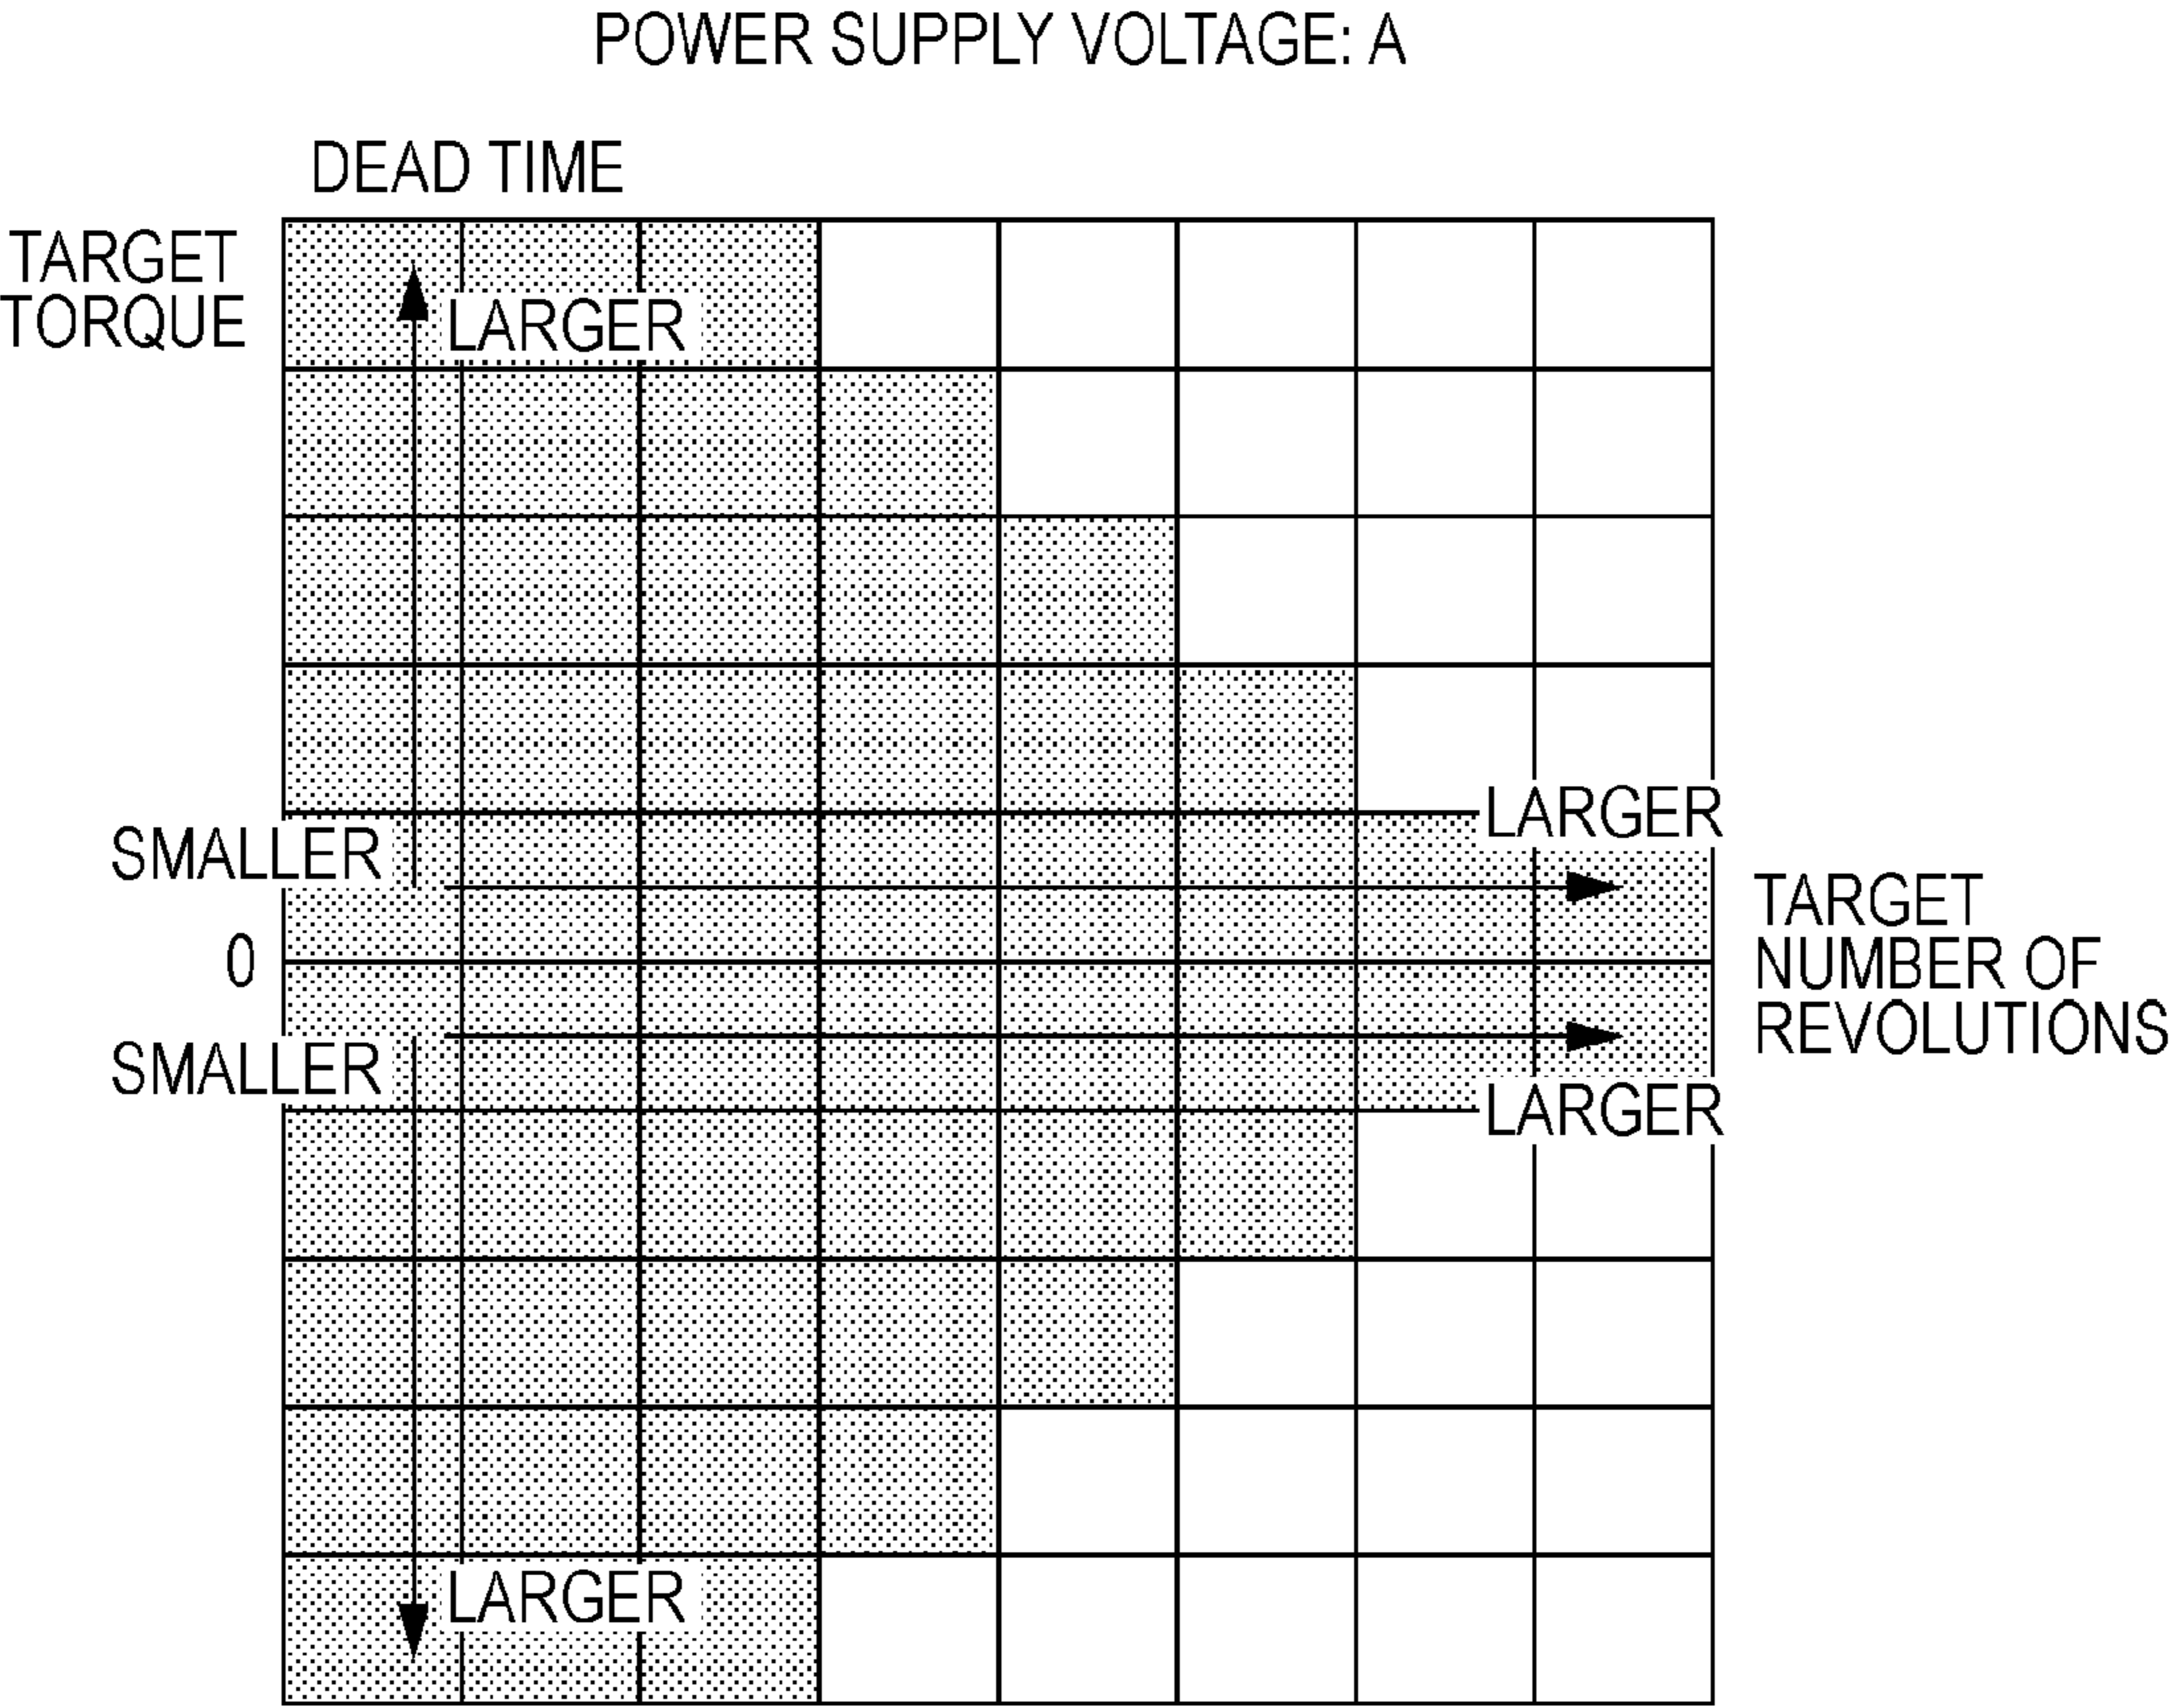 POWER SUPPLY VOLTAGE: A
DEAD TIME
TARGET
TORQUE
LARGER
LARGER
SMALLER
TARGET
NUMBER OF
REVOLUTIONS
0
SMALLER
LARGER
LARGER